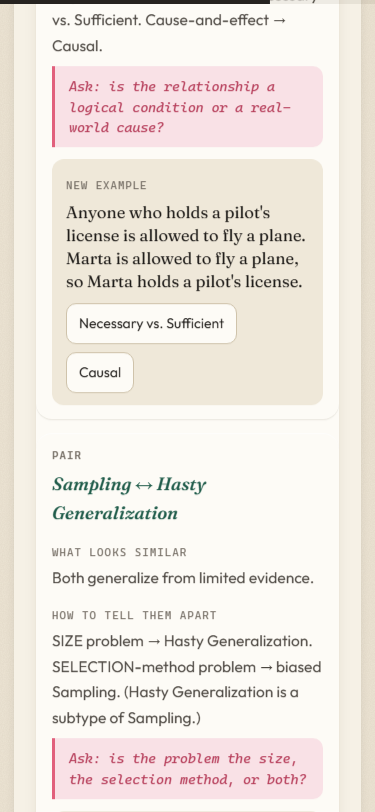 vs. Sufficient. Cause-and-effect →
Causal.
Ask: is the relationship a
logical condition or a real-
world cause?
NEW EXAMPLE
Anyone who holds a pilot's
license is allowed to fly a plane.
Marta is allowed to fly a plane,
so Marta holds a pilot's license.
Necessary vs. Sufficient
Causal
PAIR
Sampling ↔ Hasty
Generalization
WHAT LOOKS SIMILAR
Both generalize from limited evidence.
HOW TO TELL THEM APART
SIZE problem → Hasty Generalization.
SELECTION-method problem → biased
Sampling. (Hasty Generalization is a
subtype of Sampling.)
Ask: is the problem the size,
the selection method, or both?